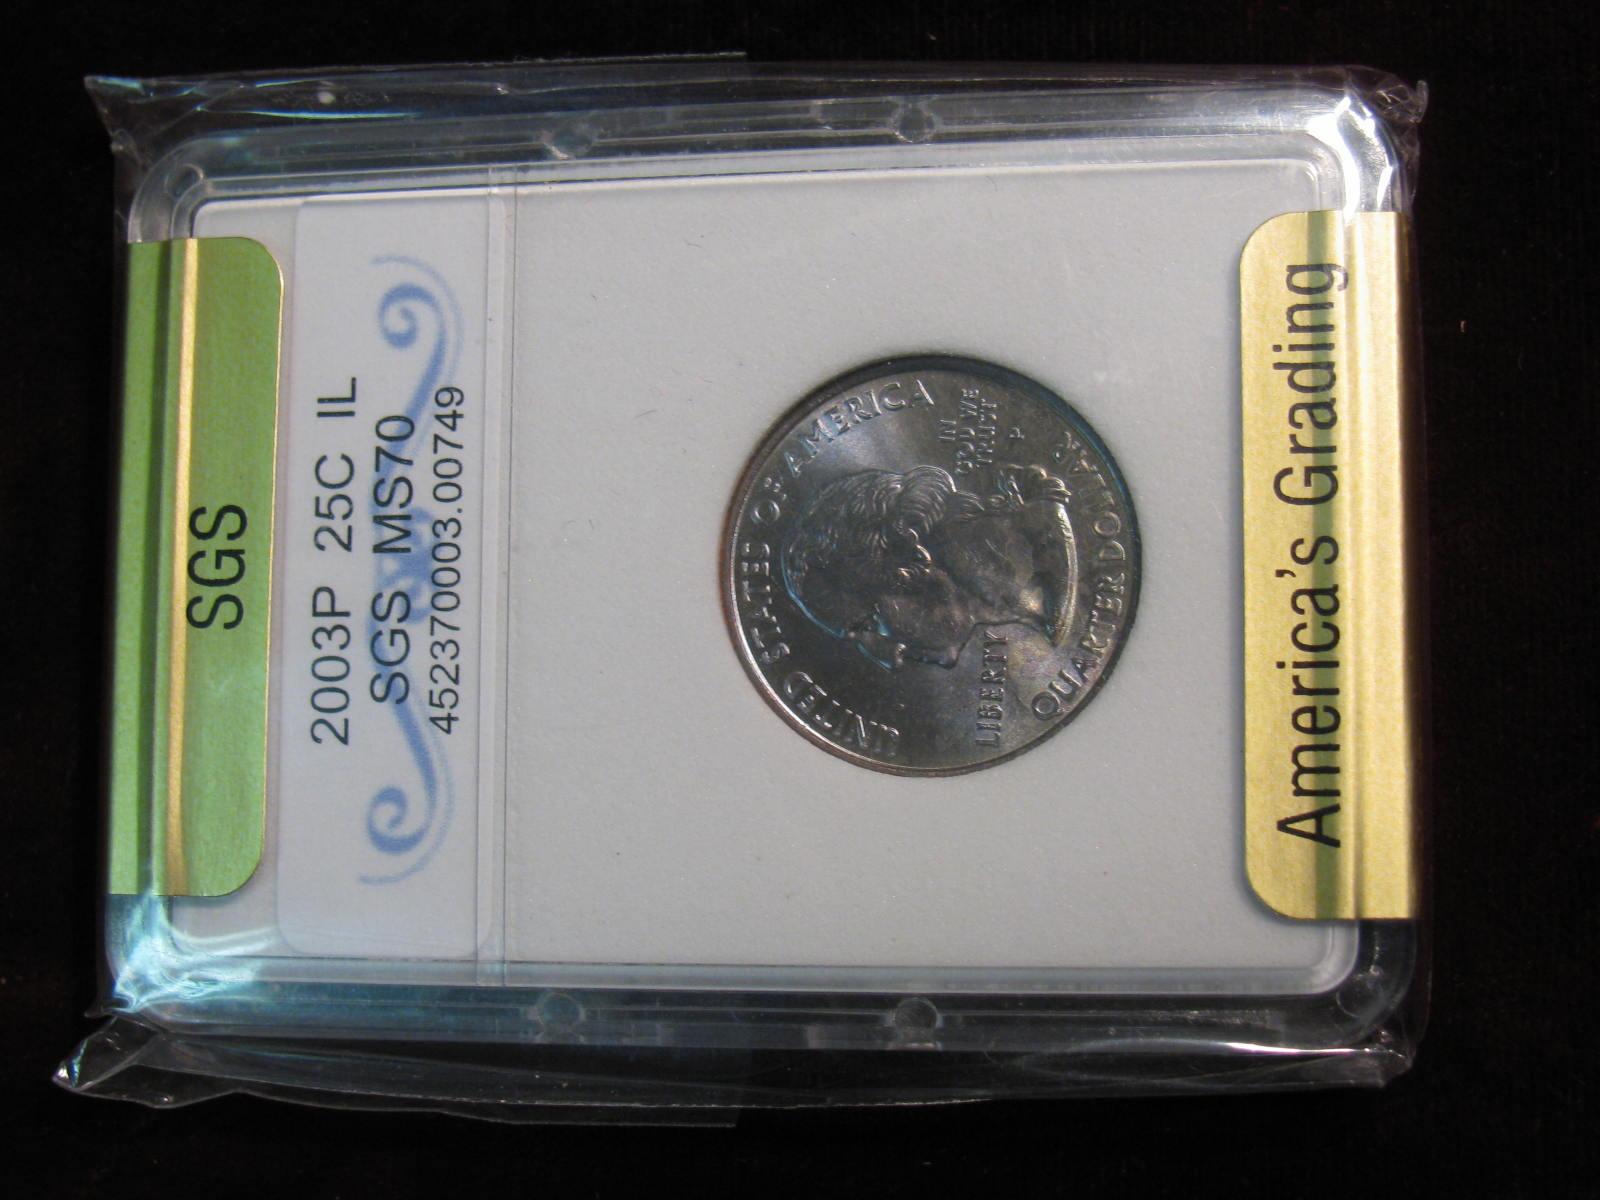 SGS
2003P 25C IL
SGS MS70
4523700003.00749
UNITED STATES OF AMERICA
LIBERTY
IN
GOD WE
TRUST
P
QUARTER DOLLAR
America's Grading